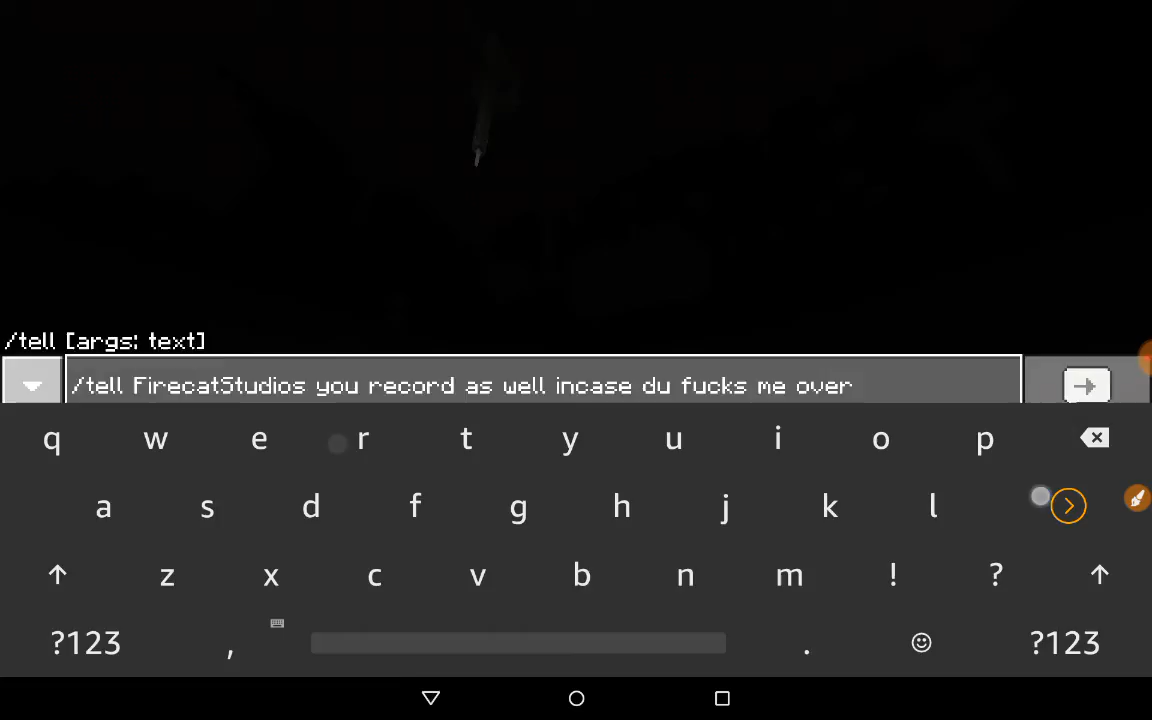 /tell [args: text]
/tell FirecatStudios you record as well incase du fucks me over
q w e r t y u i o p
a s d f g h j k l
z x c v b n m ! ?
?123 , . ?123